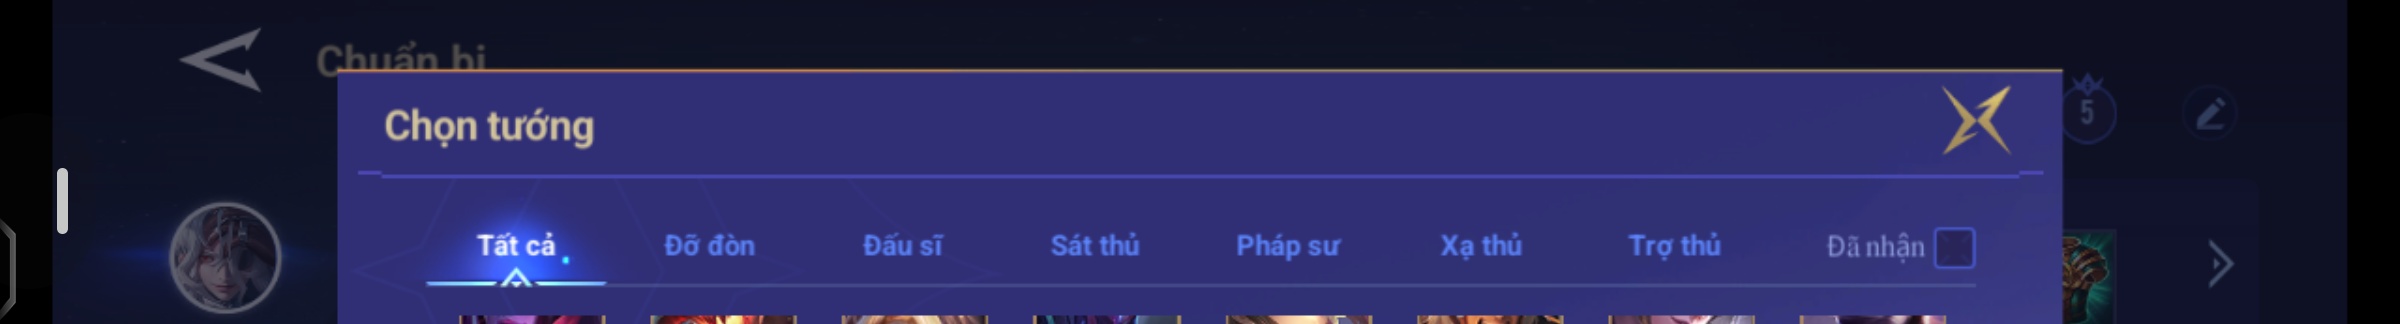 Chuẩn bị
Chọn tướng
5
Tất cả
Đỡ đòn
Đấu sĩ
Sát thủ
Pháp sư
Xạ thủ
Trợ thủ
Đã nhận